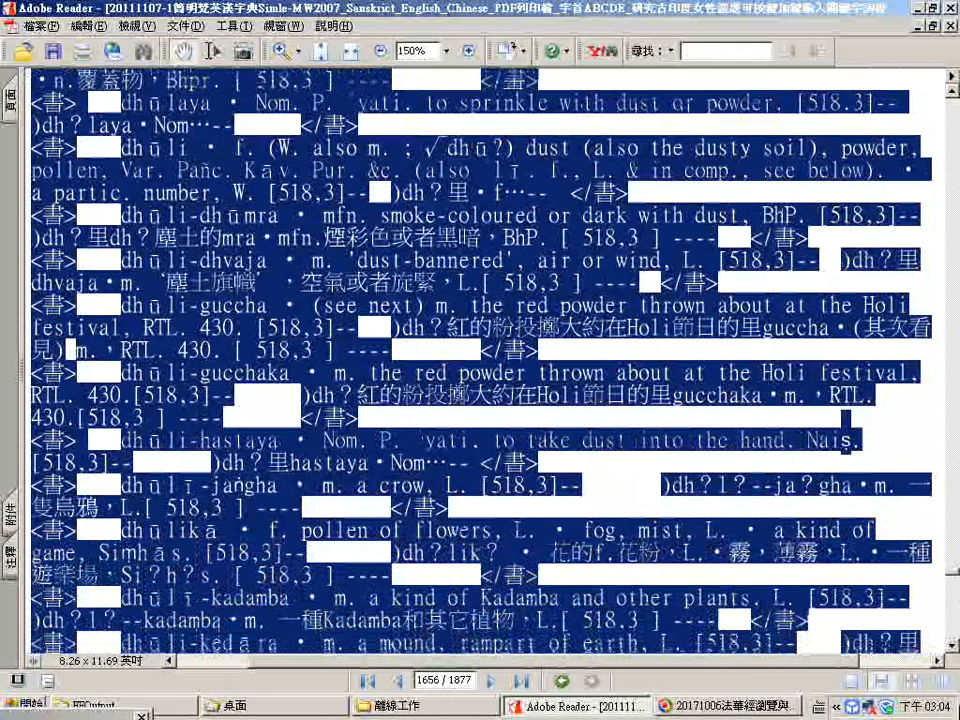 Adobe Reader - [20111107-1簡明梵英漢字典Simle-MW2007_Sanskrict_English_Chinese_PDF列印檔_字首ABCDE_研究古印度女性議題可按滑鼠輸入關鍵字詞校
檔案(F) 編輯(E) 檢視(V) 文件(D) 工具(T) 視窗(W) 說明(H)
150% 尋找：
頁面
附件
注釋
・n.覆蓋物，Bhpr. [ 518,3 ] ---- </書>
<書> dhūlaya ・ Nom. P. yati. to sprinkle with dust or powder. [518.3]--
)dh？laya・Nom…-- </書>
<書> dhūli ・ f. (W. also m. ; √dhū?) dust (also the dusty soil), powder,
pollen, Var. Pañc. Kāv. Pur. &c. (also lī. f., L. & in comp., see below). ・
a partic. number, W. [518,3]-- )dh？里・f…-- </書>
<書> dhūli-dhūmra ・ mfn. smoke-coloured or dark with dust, BhP. [518,3]--
)dh？里dh？塵土的mra・mfn.煙彩色或者黑暗，BhP. [ 518,3 ] ---- </書>
<書> dhūli-dhvaja ・ m. 'dust-bannered', air or wind, L. [518,3]-- )dh？里
dhvaja・m. ‵塵土旗幟′，空氣或者旋緊，L.[ 518,3 ] ---- </書>
<書> dhūli-guccha ・ (see next) m. the red powder thrown about at the Holi
festival, RTL. 430. [518,3]-- )dh？紅的粉投擲大約在Holi節日的里guccha・(其次看
見) m.，RTL. 430. [ 518,3 ] ---- </書>
<書> dhūli-gucchaka ・ m. the red powder thrown about at the Holi festival,
RTL. 430.[518,3]-- )dh？紅的粉投擲大約在Holi節日的里gucchaka・m.，RTL.
430.[518,3 ] ---- </書>
<書> dhūli-hastaya ・ Nom. P. ‵yati. to take dust into the hand. Naiṣ.
[518,3]-- )dh？里hastaya・Nom…-- </書>
<書> dhūlī-jaṅgha ・ m. a crow, L. [518,3]-- )dh？l？--ja？gha・m. 一
隻烏鴉，L.[ 518,3 ] ---- </書>
<書> dhūlikā ・ f. pollen of flowers, L. ・ fog, mist, L. ・ a kind of
game, Siṃhās. [518,3]-- )dh？lik？ ・ 花的f.花粉，L.・霧，薄霧，L.・一種
遊樂場，Si？h？s. [ 518,3 ] ---- </書>
<書> dhūlī-kadamba ・ m. a kind of Kadamba and other plants. L. [518,3]--
)dh？l？--kadamba・m. 一種Kadamba和其它植物，L.[ 518,3 ] ---- </書>
<書> dhūli-kedāra ・ m. a mound, rampart of earth, L. [518,3]-- )dh？里
8.26 x 11.69 英吋
1656 / 1877
開始 FFOutput 桌面 離線工作 Adobe Reader - [201111... 20171006法華經瀏覽與... 下午 03:04